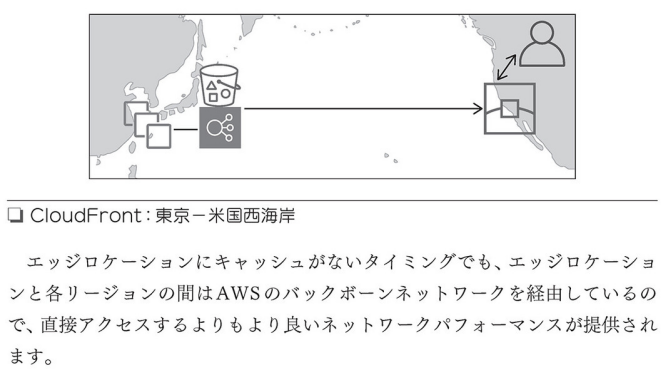 CloudFront：東京－米国西海岸
エッジロケーションにキャッシュがないタイミングでも、エッジロケーショ
ンと各リージョンの間はAWSのバックボーンネットワークを経由しているの
で、直接アクセスするよりもより良いネットワークパフォーマンスが提供され
ます。